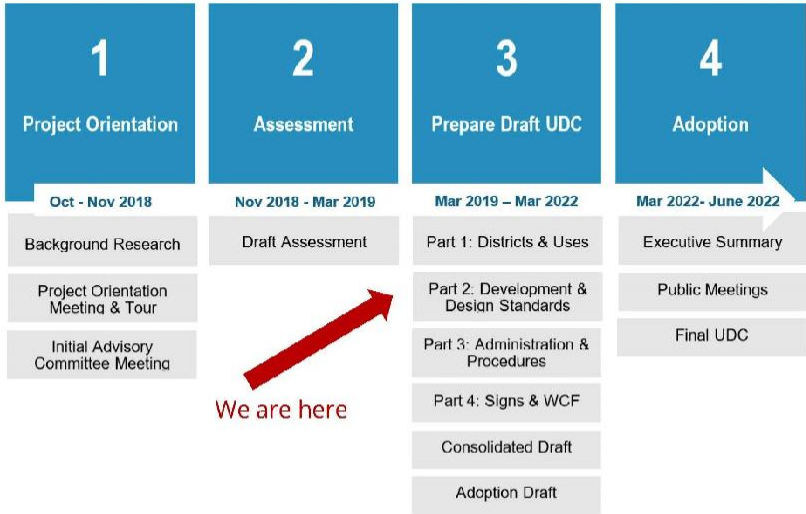 1
Project Orientation
Oct - Nov 2018
Background Research
Project Orientation
Meeting & Tour
Initial Advisory
Committee Meeting
2
Assessment
Nov 2018 - Mar 2019
Draft Assessment
We are here
3
Prepare Draft UDC
Mar 2019 – Mar 2022
Part 1: Districts & Uses
Part 2: Development &
Design Standards
Part 3: Administration &
Procedures
Part 4: Signs & WCF
Consolidated Draft
Adoption Draft
4
Adoption
Mar 2022- June 2022
Executive Summary
Public Meetings
Final UDC